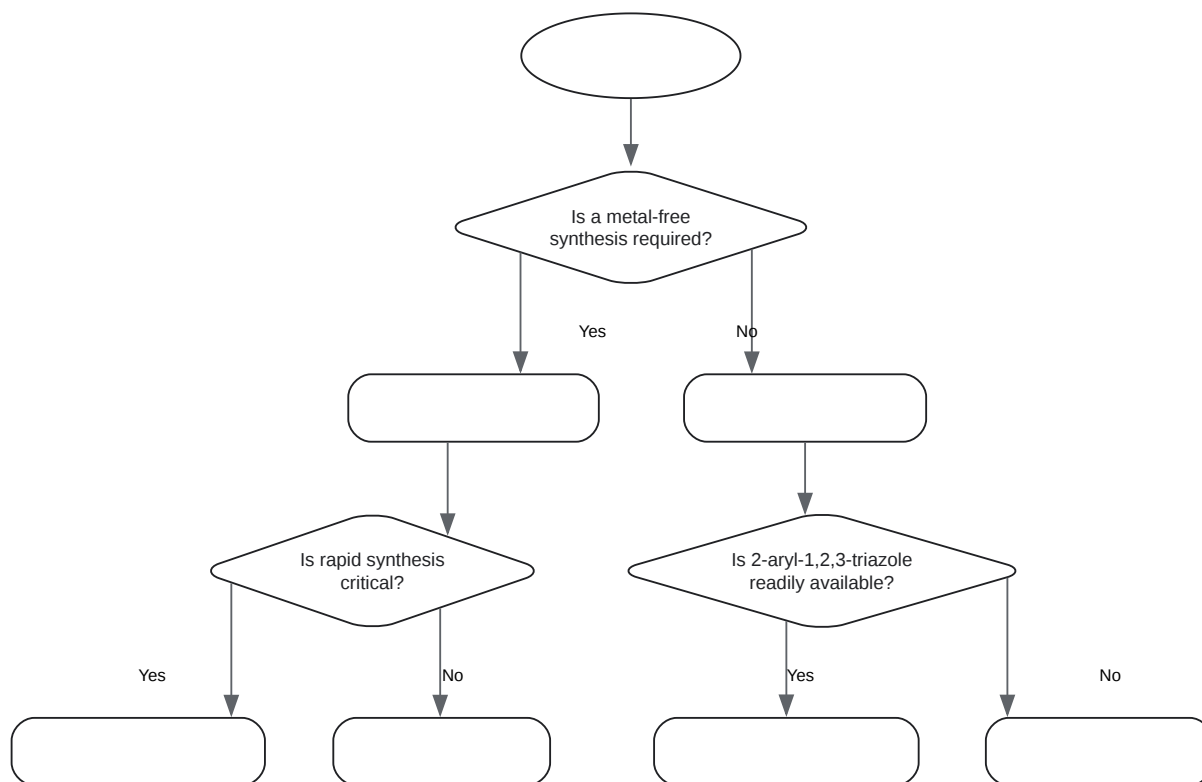 Is a metal-free
synthesis required?
Yes
No
Is rapid synthesis
critical?
Is 2-aryl-1,2,3-triazole
readily available?
Yes
No
Yes
No